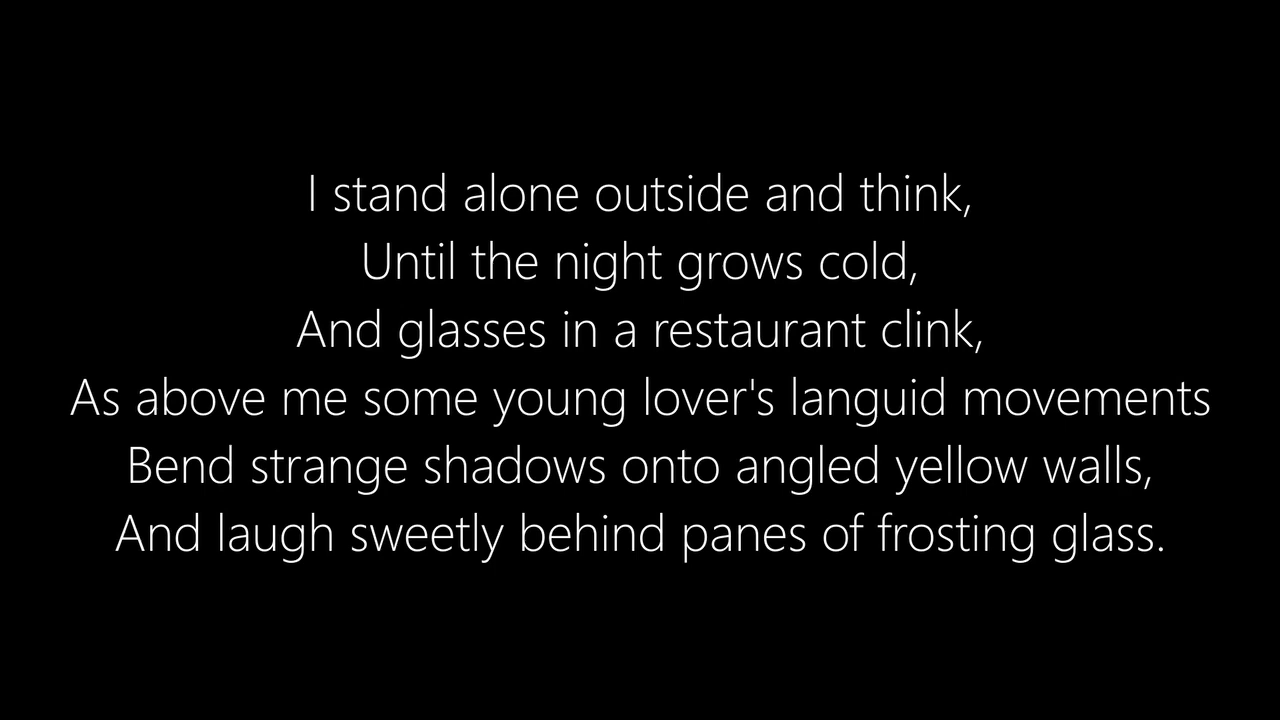 I stand alone outside and think,
Until the night grows cold,
And glasses in a restaurant clink,
As above me some young lover's languid movements
Bend strange shadows onto angled yellow walls,
And laugh sweetly behind panes of frosting glass.